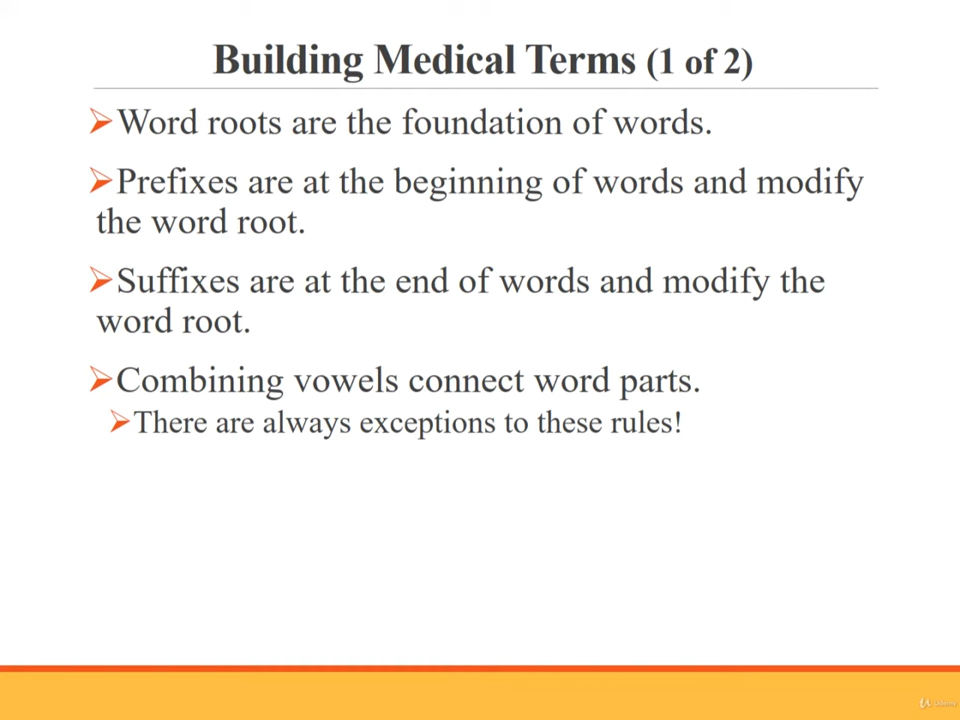 Building Medical Terms (1 of 2)
Word roots are the foundation of words.
Prefixes are at the beginning of words and modify
the word root.
Suffixes are at the end of words and modify the
word root.
Combining vowels connect word parts.
There are always exceptions to these rules!
Udemy